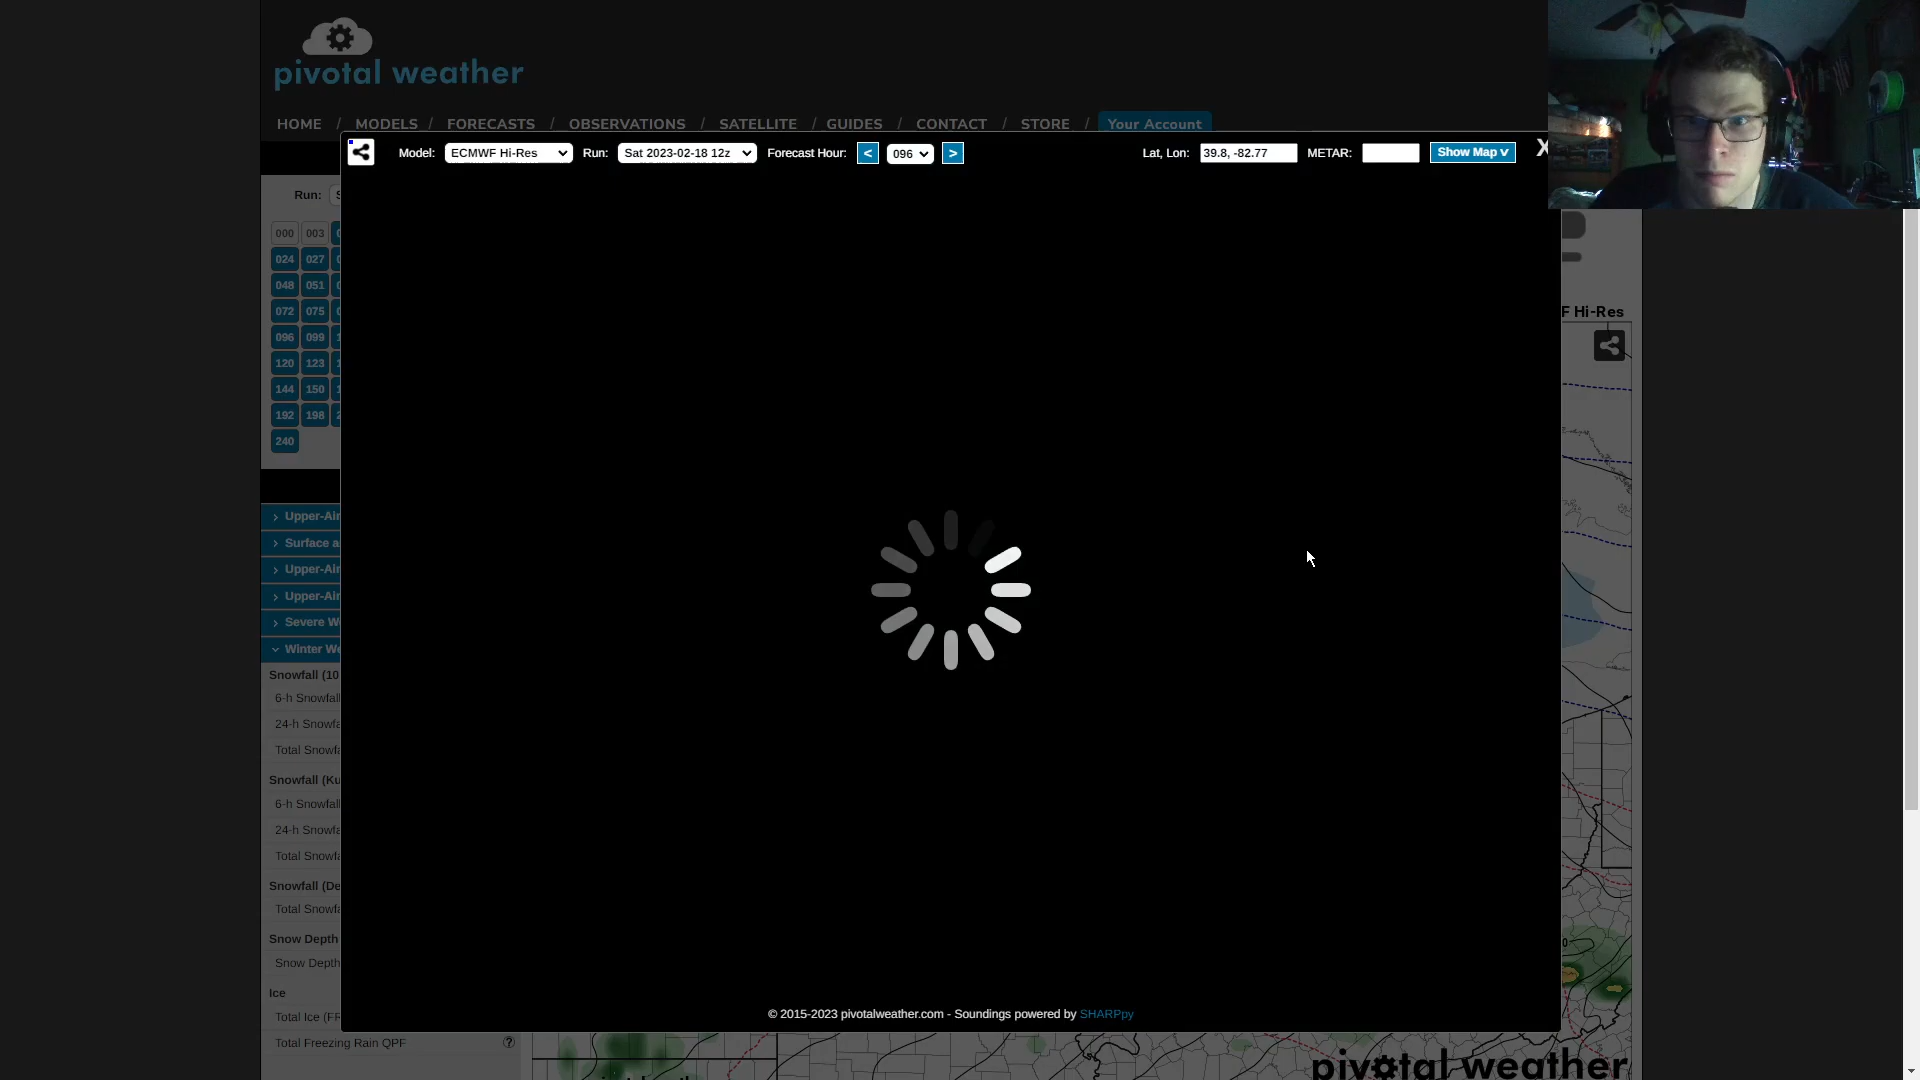 pivotal weather
HOME / MODELS / FORECASTS / OBSERVATIONS / SATELLITE / GUIDES / CONTACT / STORE / Your Account
Model: ECMWF Hi-Res Run: Sat 2023-02-18 12z Forecast Hour: < 096 > Lat, Lon: 39.8, -82.77 METAR: Show Map v X
Run: S
000 003
024 027
048 051
072 075
096 099
120 123
144 150
192 198
240
F Hi-Res
Upper-Air
Surface a
Upper-Air
Upper-Air
Severe W
Winter We
Snowfall (10
6-h Snowfall
24-h Snowfa
Total Snowfa
Snowfall (Ku
6-h Snowfall
24-h Snowfa
Total Snowfa
Snowfall (De
Total Snowfa
Snow Depth
Snow Depth
Ice
Total Ice (FR
Total Freezing Rain QPF ?
© 2015-2023 pivotalweather.com - Soundings powered by SHARPpy
pivotal weather